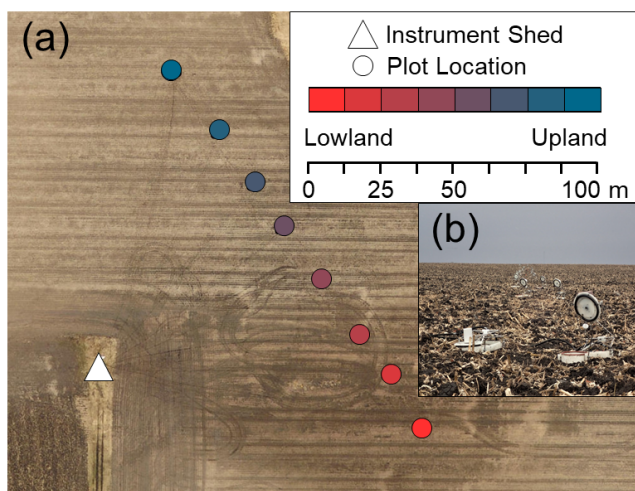 (a)
Instrument Shed
Plot Location
Lowland Upland
0 25 50 100 m
(b)